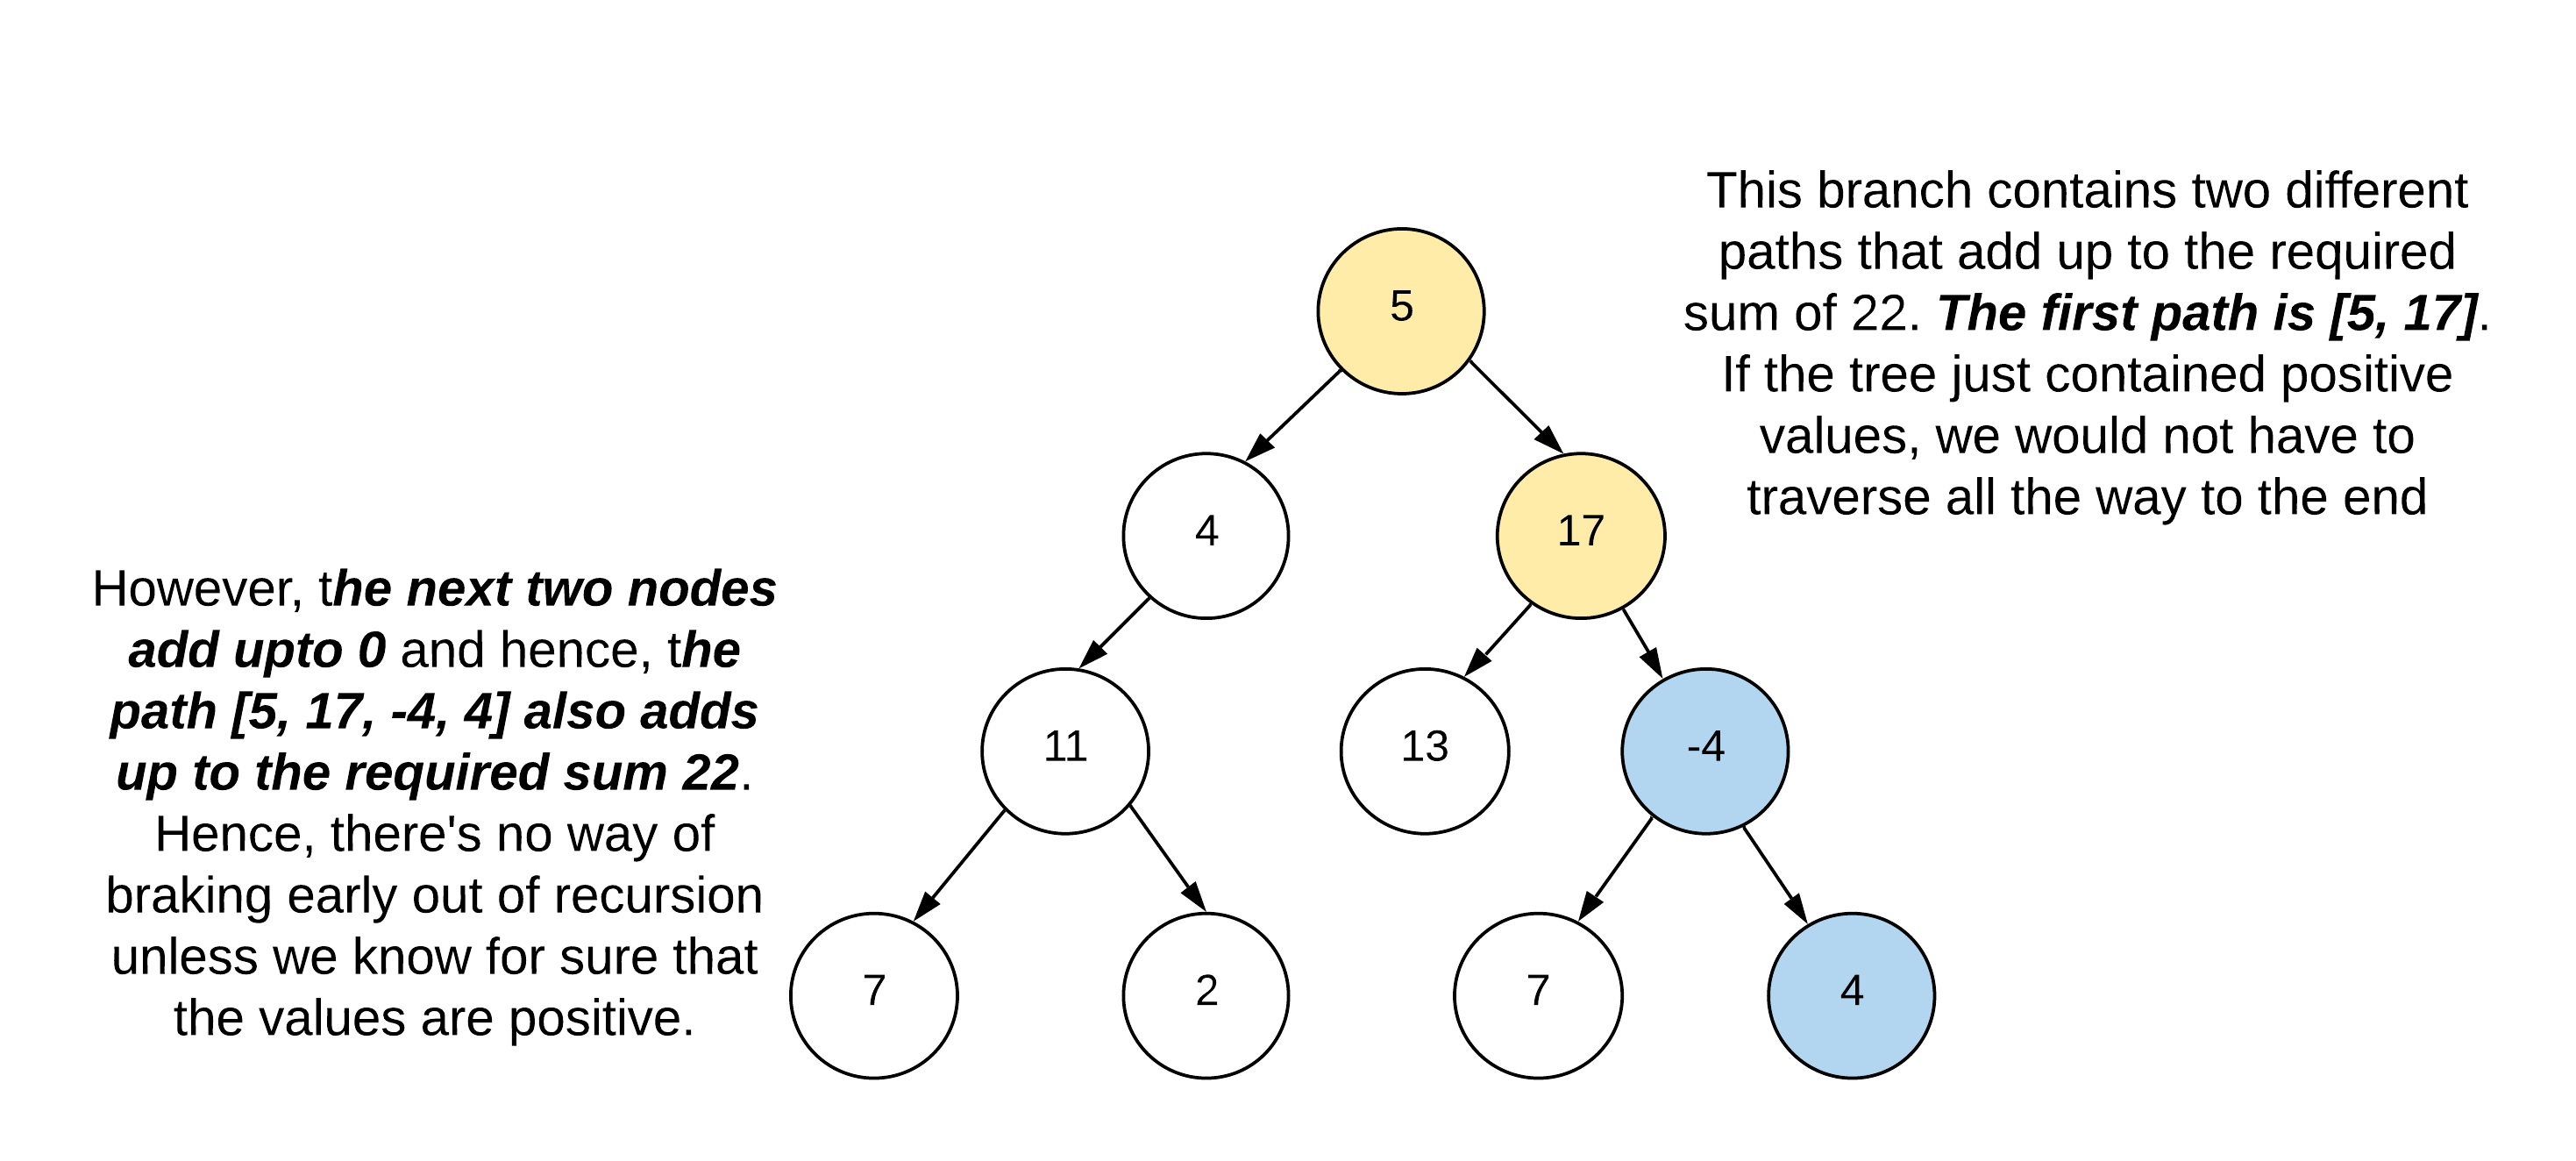 This branch contains two different
paths that add up to the required
sum of 22. The first path is [5, 17].
If the tree just contained positive
values, we would not have to
traverse all the way to the end
5
4
17
However, the next two nodes
add upto 0 and hence, the
path [5, 17, -4, 4] also adds
up to the required sum 22.
Hence, there's no way of
braking early out of recursion
unless we know for sure that
the values are positive.
11
13
-4
7
2
7
4